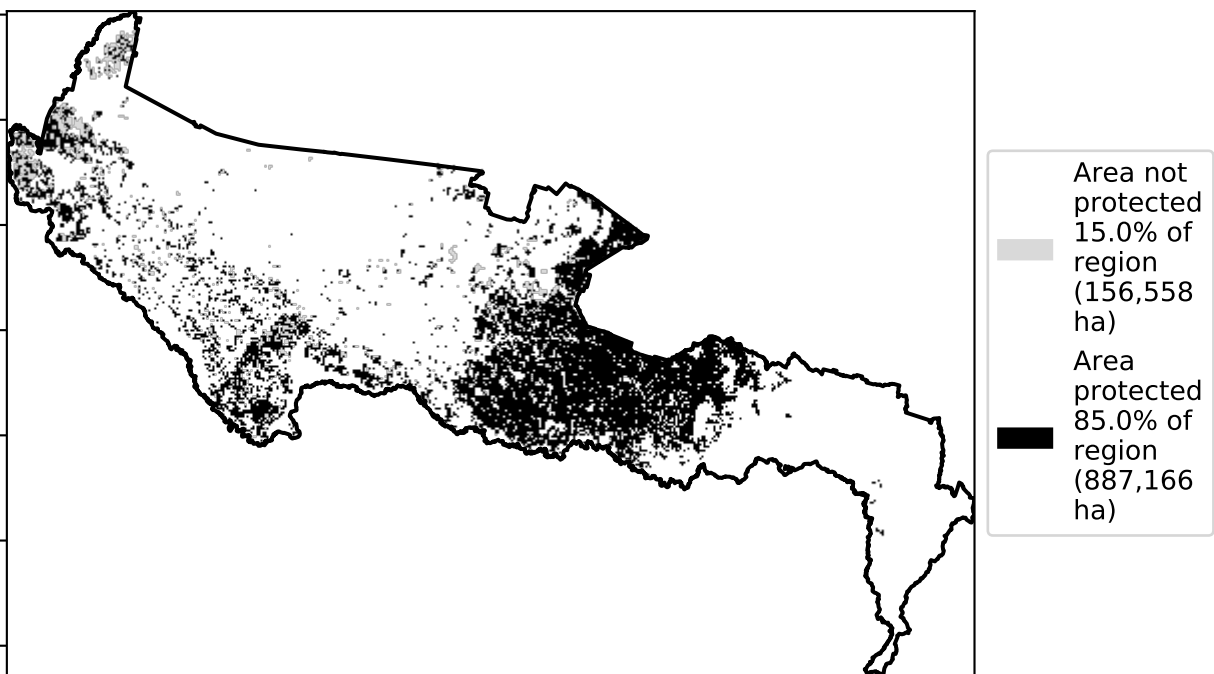 Area not
protected
15.0% of
region
(156,558
ha)
Area
protected
85.0% of
region
(887,166
ha)